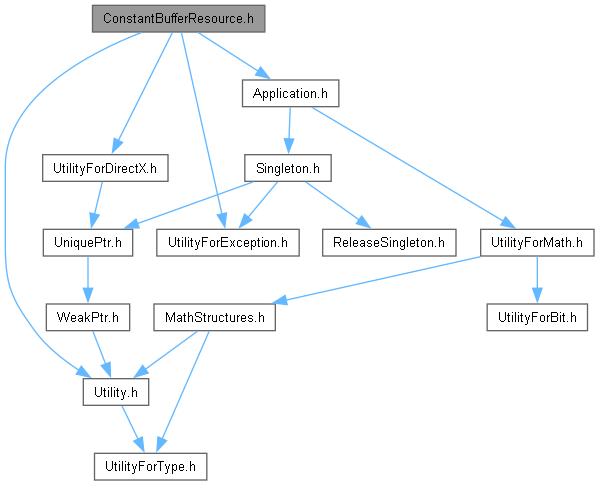 ConstantBufferResource.h
Application.h
UtilityForDirectX.h
Singleton.h
UniquePtr.h
UtilityForException.h
ReleaseSingleton.h
UtilityForMath.h
WeakPtr.h
MathStructures.h
UtilityForBit.h
Utility.h
UtilityForType.h